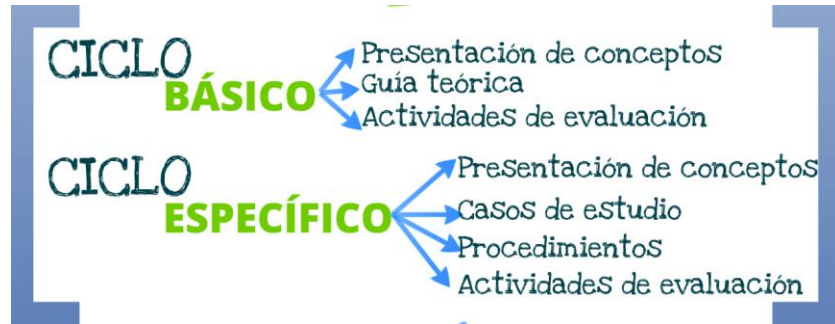 CICLO
BÁSICO
Presentación de conceptos
Guía teórica
Actividades de evaluación
CICLO
ESPECÍFICO
Presentación de conceptos
Casos de estudio
Procedimientos
Actividades de evaluación